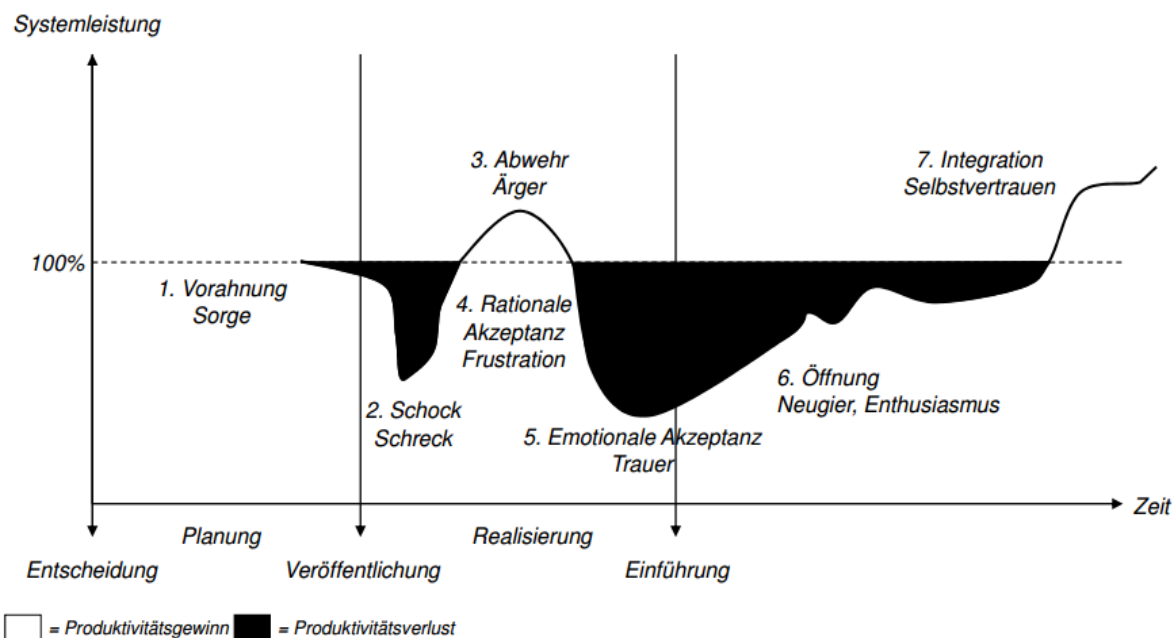 Systemleistung
3. Abwehr
Ärger
7. Integration
Selbstvertrauen
100%
1. Vorahnung
Sorge
4. Rationale
Akzeptanz
Frustration
2. Schock
Schreck
6. Öffnung
Neugier, Enthusiasmus
5. Emotionale Akzeptanz
Trauer
Zeit
Planung
Realisierung
Entscheidung
Veröffentlichung
Einführung
= Produktivitätsgewinn
= Produktivitätsverlust